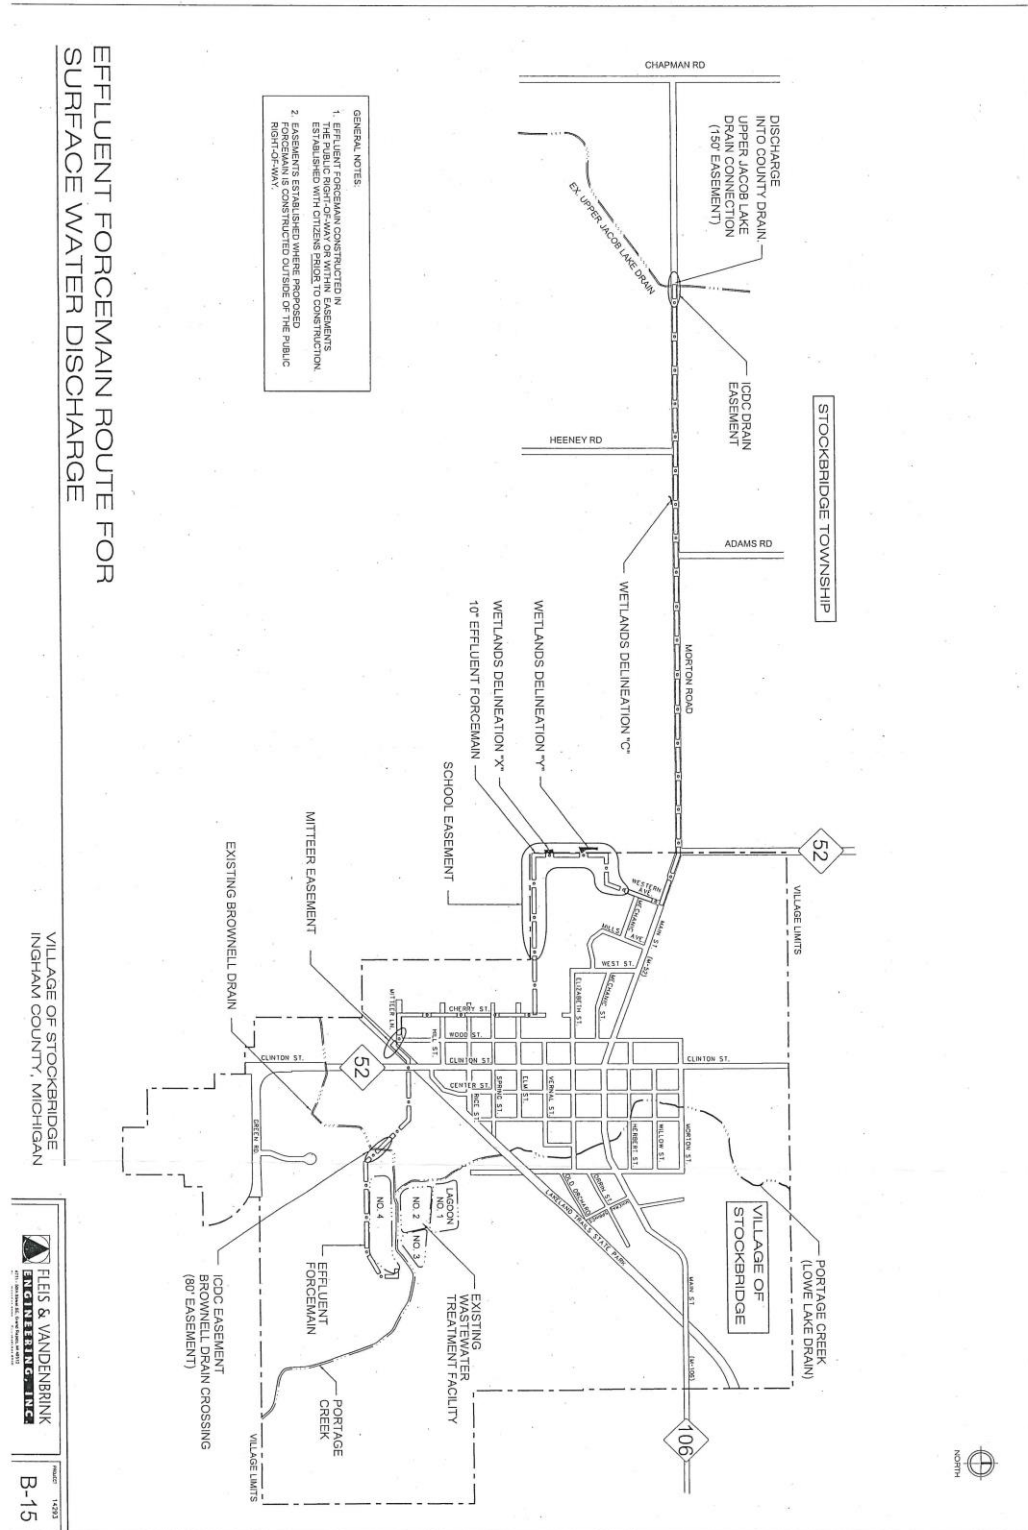 CHAPMAN RD
DISCHARGE
INTO COUNTY DRAIN.
UPPER JACOB LAKE
DRAIN CONNECTION
(150' EASEMENT)
EX. UPPER JACOB LAKE DRAIN
ICDC DRAIN
EASEMENT
STOCKBRIDGE TOWNSHIP
GENERAL NOTES:
1. EFFLUENT FORCEMAIN CONSTRUCTED IN
THE PUBLIC RIGHT-OF-WAY OR WITHIN EASEMENTS
ESTABLISHED WITH CITIZENS PRIOR TO CONSTRUCTION.
2. EASEMENTS ESTABLISHED WHERE PROPOSED
FORCEMAIN IS CONSTRUCTED OUTSIDE OF THE PUBLIC
RIGHT-OF-WAY.
HEENEY RD
ADAMS RD
MORTON ROAD
WETLANDS DELINEATION "C"
WETLANDS DELINEATION "Y"
WETLANDS DELINEATION "X"
10" EFFLUENT FORCEMAIN
SCHOOL EASEMENT
MITTEER EASEMENT
EXISTING BROWNELL DRAIN
52
VILLAGE LIMITS
WESTERN
AVE.
MECHANIC
AVE.
MAIN ST.
(M-52)
MILLS
WEST ST.
MECHANIC ST.
ELIZABETH ST.
CHERRY ST.
MITTEER LN.
HILL ST.
WOOD ST.
CLINTON ST.
CLINTON ST.
CLINTON ST.
52
CENTER ST.
RICE ST.
SPRING ST.
ELM ST.
VERNAL ST.
HERBERT ST.
WILLOW ST.
MORTON ST.
GREEN RD.
OLD ORCHARD
LAKELAND TRAILS STATE PARK
VILLAGE OF
STOCKBRIDGE
PORTAGE CREEK
(LOWE LAKE DRAIN)
LAGOON
NO. 1
NO. 2
NO. 3
NO. 4
EXISTING
WASTEWATER
TREATMENT FACILITY
EFFLUENT
FORCEMAIN
ICDC EASEMENT
BROWNELL DRAIN CROSSING
(80' EASEMENT)
PORTAGE
CREEK
VILLAGE LIMITS
MAIN ST.
(M-106)
106
NORTH
EFFLUENT FORCEMAIN ROUTE FOR
SURFACE WATER DISCHARGE
VILLAGE OF STOCKBRIDGE
INGHAM COUNTY, MICHIGAN
FLEIS & VANDENBRINK
ENGINEERING, INC.
14293
B-15